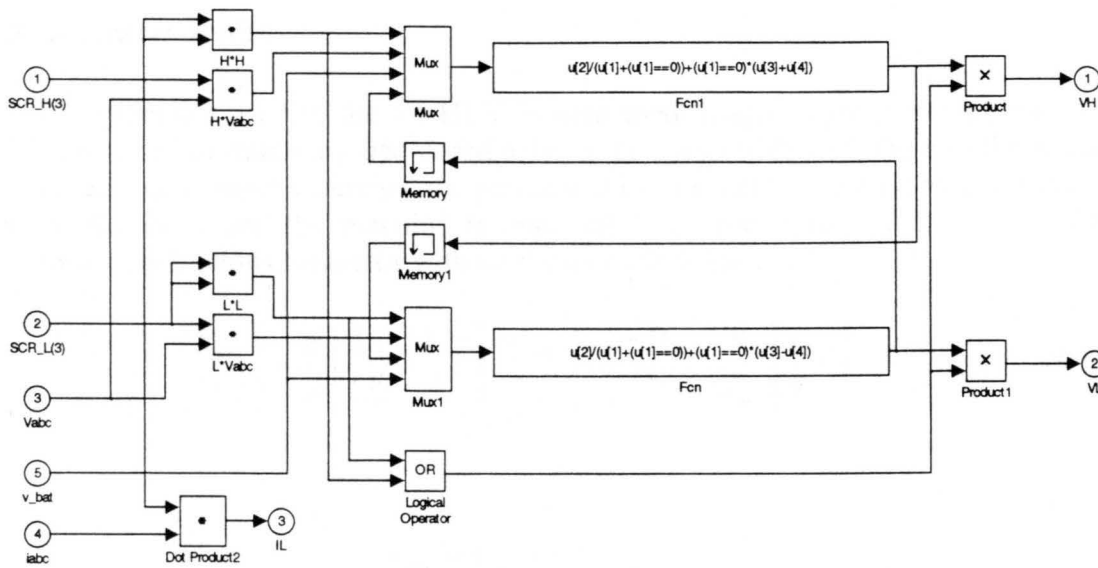 H*H
1
SCR_H(3)
H*Vabc
Mux
Mux
u[2]/(u[1]+(u[1]==0))+(u[1]==0)*(u[3]+u[4])
Fcn1
Product
1
VH
Memory
Memory1
L*L
2
SCR_L(3)
L*Vabc
Mux
Mux1
u[2]/(u[1]+(u[1]==0))+(u[1]==0)*(u[3]-u[4])
Fcn
Product1
2
3
Vabc
5
v_bat
OR
Logical
Operator
4
iabc
Dot Product2
3
IL